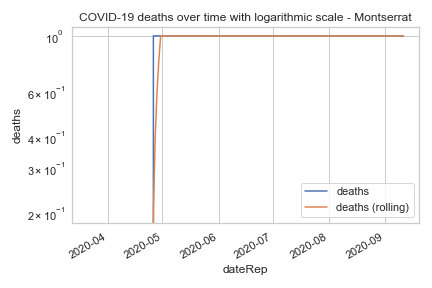 COVID-19 deaths over time with logarithmic scale - Montserrat
deaths
10⁰
6 × 10⁻¹
4 × 10⁻¹
3 × 10⁻¹
2 × 10⁻¹
deaths
deaths (rolling)
2020-04
2020-05
2020-06
2020-07
2020-08
2020-09
dateRep